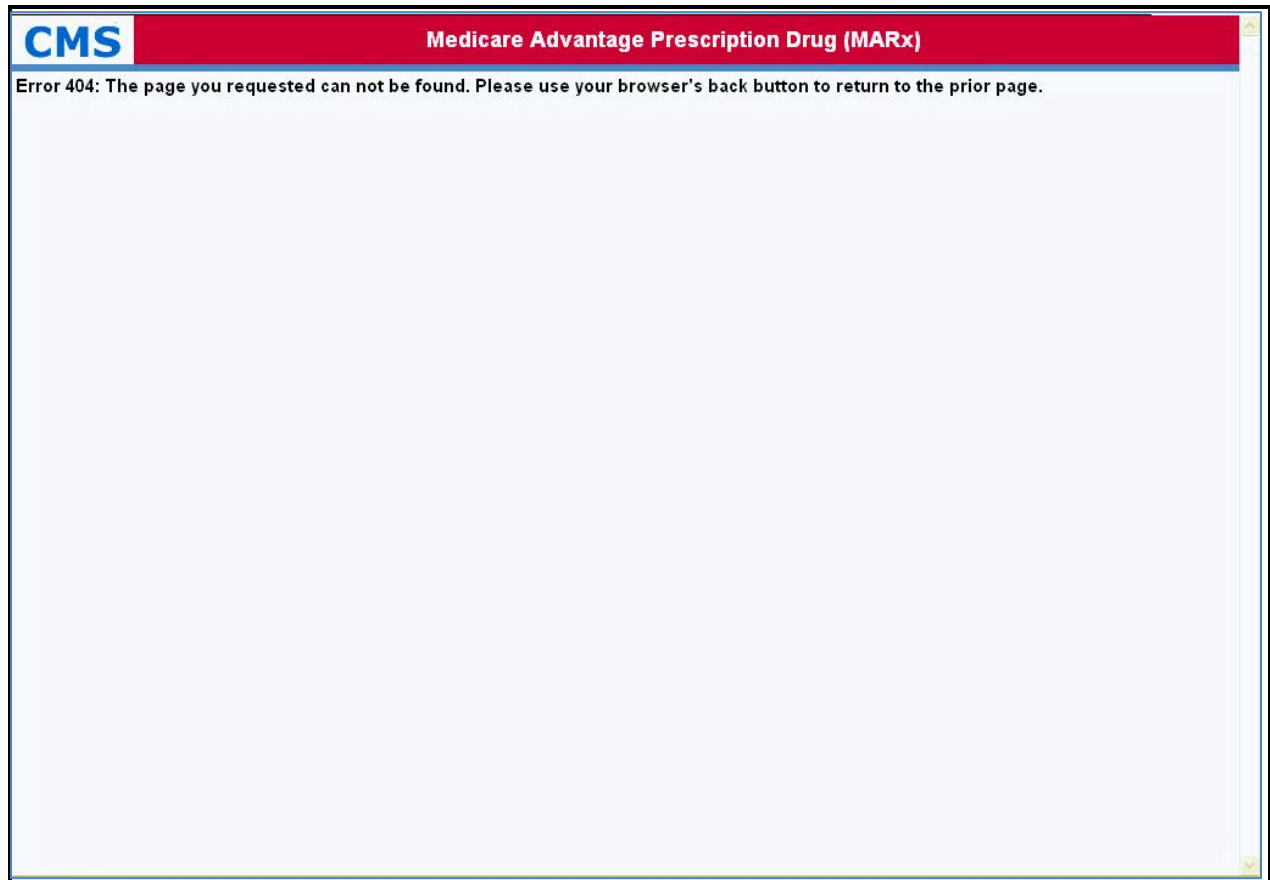 CMS
Medicare Advantage Prescription Drug (MARx)
Error 404: The page you requested can not be found. Please use your browser's back button to return to the prior page.